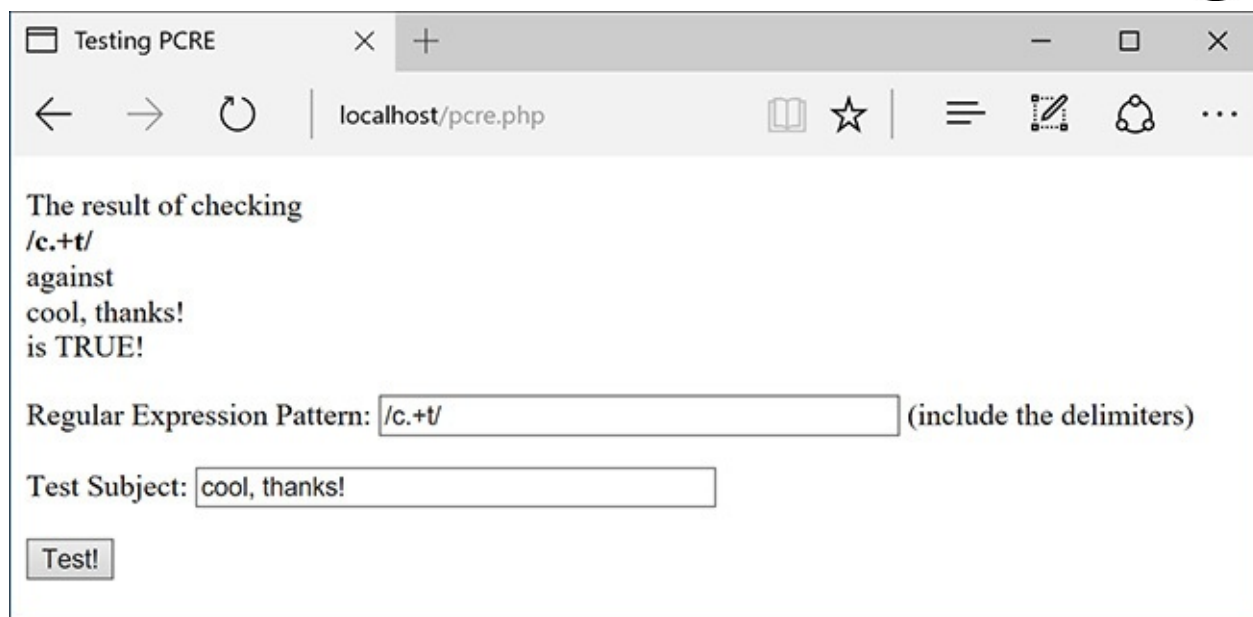 Testing PCRE
localhost/pcre.php
The result of checking
/c.+t/
against
cool, thanks!
is TRUE!
Regular Expression Pattern: /c.+t/ (include the delimiters)
Test Subject: cool, thanks!
Test!